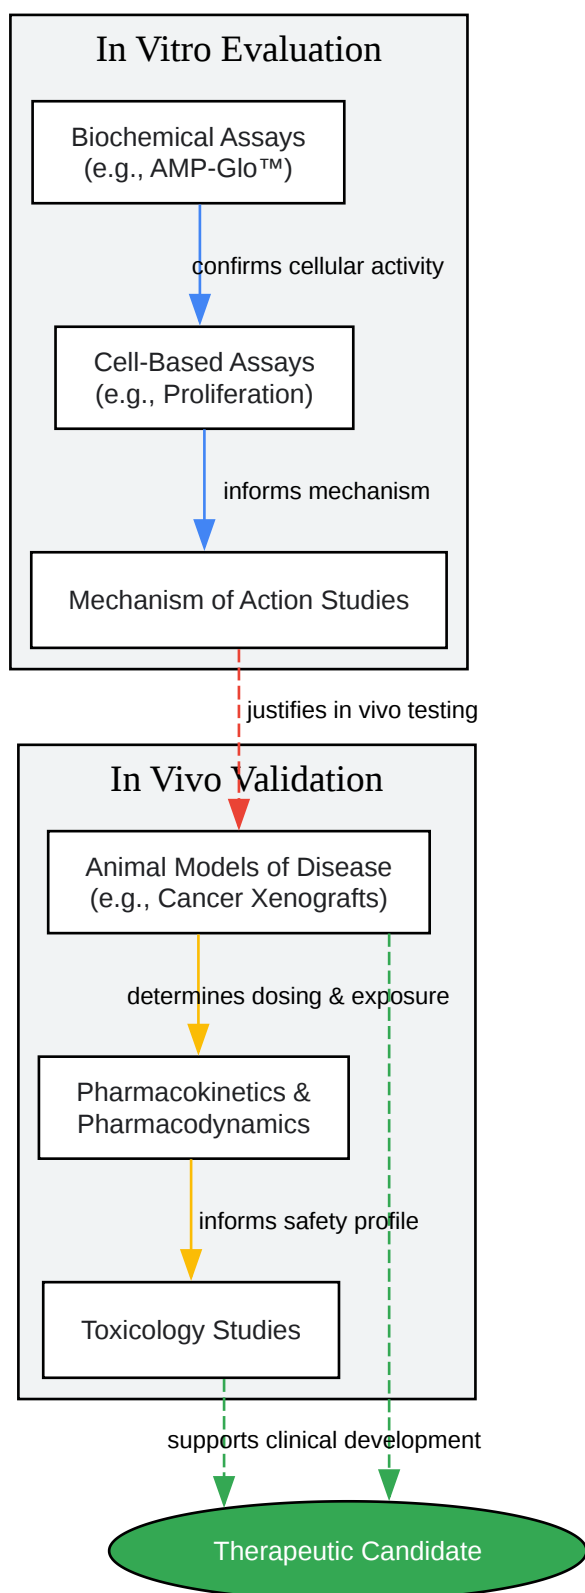 In Vitro Evaluation
Biochemical Assays
(e.g., AMP-Glo™)
confirms cellular activity
Cell-Based Assays
(e.g., Proliferation)
informs mechanism
Mechanism of Action Studies
justifies in vivo testing
In Vivo Validation
Animal Models of Disease
(e.g., Cancer Xenografts)
determines dosing & exposure
Pharmacokinetics &
Pharmacodynamics
informs safety profile
Toxicology Studies
supports clinical development
Therapeutic Candidate